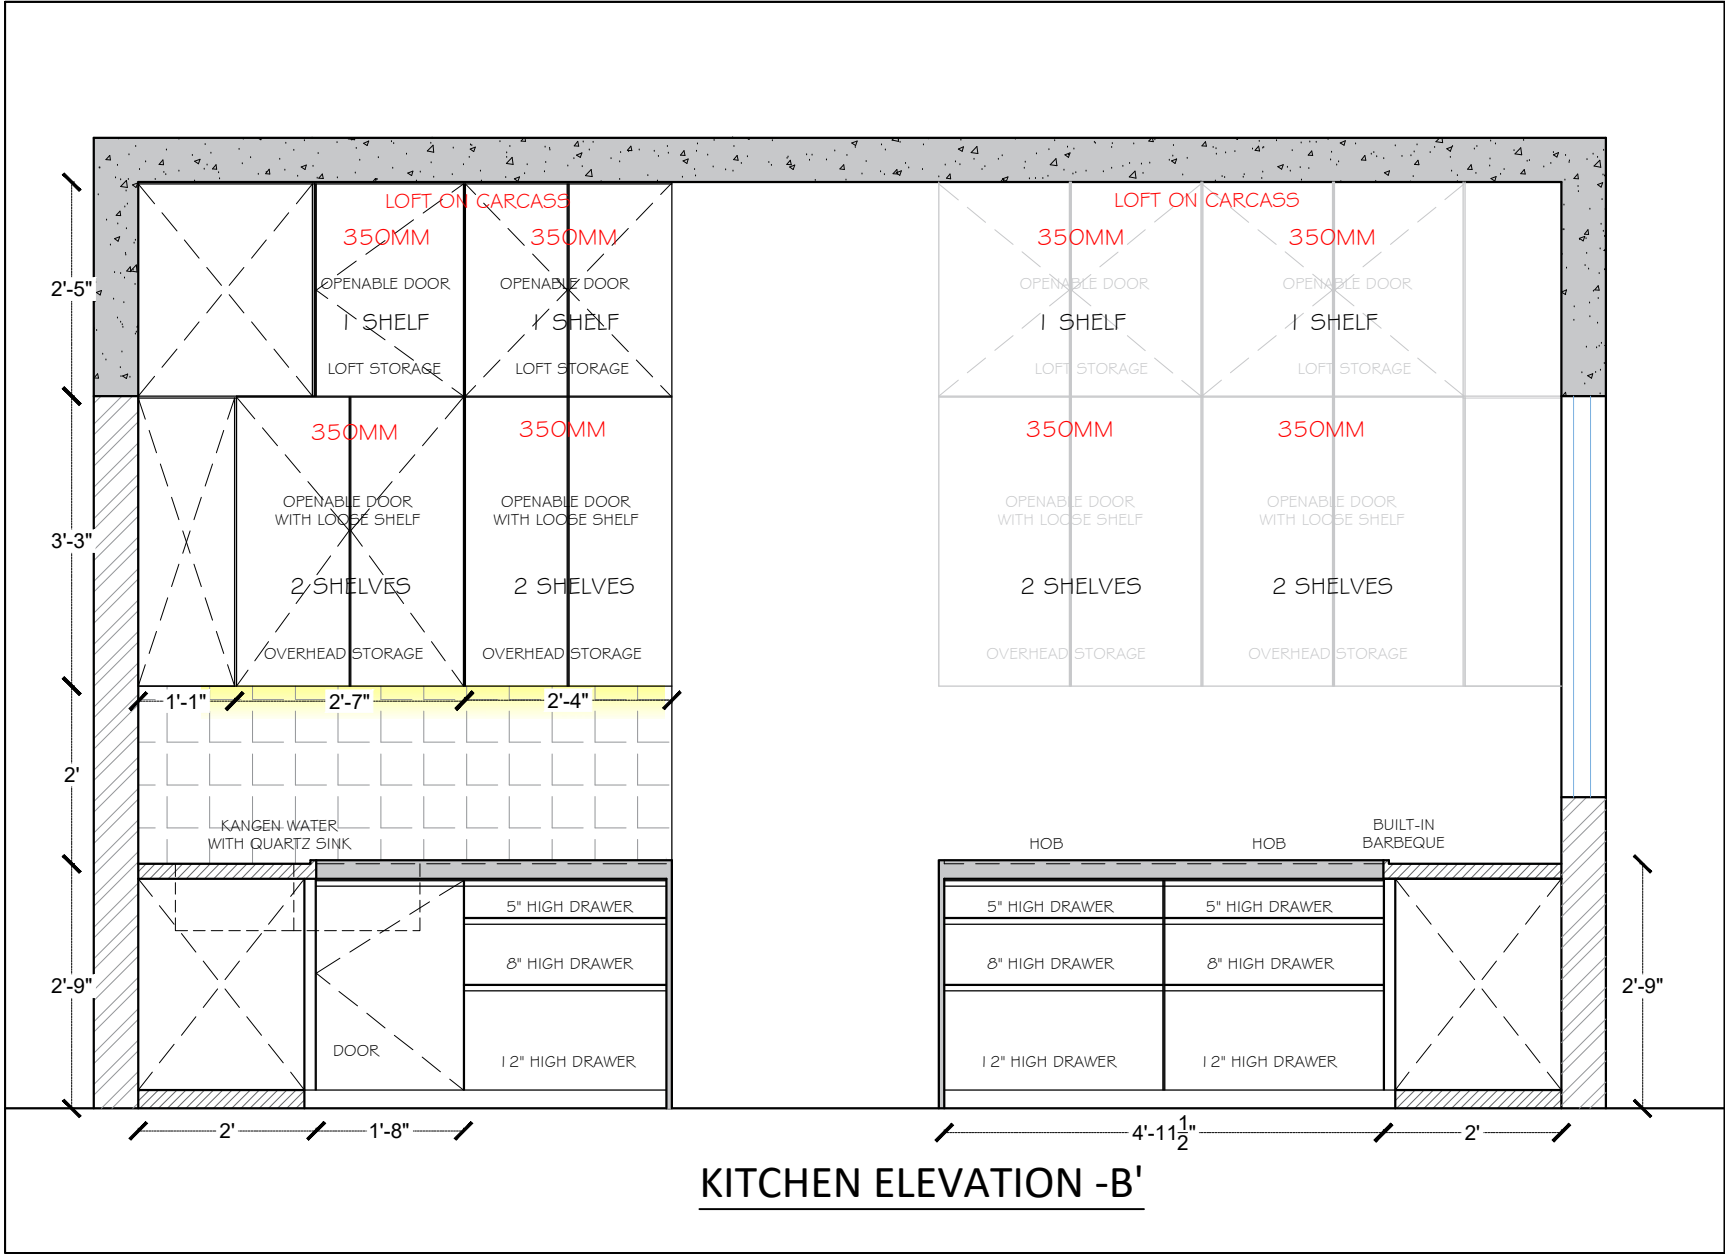 LOFT ON CARCASS
LOFT ON CARCASS
350MM
350MM
350MM
350MM
OPENABLE DOOR
OPENABLE DOOR
OPENABLE DOOR
OPENABLE DOOR
2'-5"
1 SHELF
1 SHELF
1 SHELF
1 SHELF
LOFT STORAGE
LOFT STORAGE
LOFT STORAGE
LOFT STORAGE
350MM
350MM
350MM
350MM
OPENABLE DOOR
WITH LOOSE SHELF
OPENABLE DOOR
WITH LOOSE SHELF
OPENABLE DOOR
WITH LOOSE SHELF
OPENABLE DOOR
WITH LOOSE SHELF
3'-3"
2 SHELVES
2 SHELVES
2 SHELVES
2 SHELVES
OVERHEAD STORAGE
OVERHEAD STORAGE
OVERHEAD STORAGE
OVERHEAD STORAGE
1'-1"
2'-7"
2'-4"
2'
KANGEN WATER
WITH QUARTZ SINK
HOB
HOB
BUILT-IN
BARBEQUE
5" HIGH DRAWER
5" HIGH DRAWER
5" HIGH DRAWER
8" HIGH DRAWER
8" HIGH DRAWER
8" HIGH DRAWER
2'-9"
2'-9"
DOOR
12" HIGH DRAWER
12" HIGH DRAWER
12" HIGH DRAWER
2'
1'-8"
4'-11 1/2"
2'
KITCHEN ELEVATION -B'